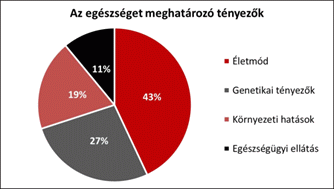 Az egészséget meghatározó tényezők
43%
27%
19%
11%
Életmód
Genetikai tényezők
Környezeti hatások
Egészségügyi ellátás